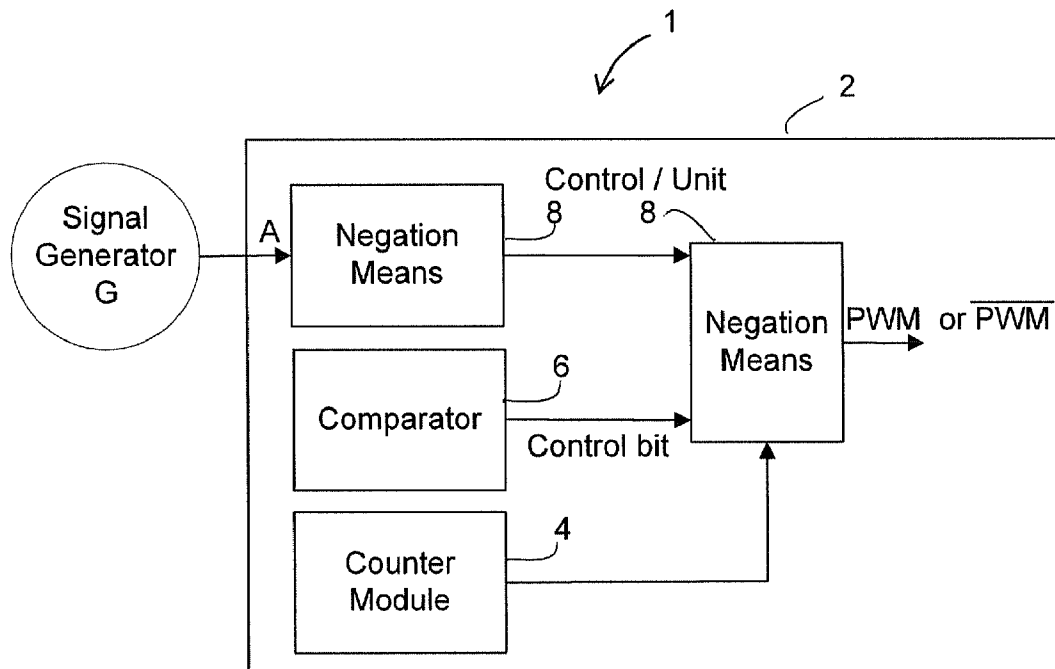 1
2
Signal
Generator
G
A
Negation
Means
Control / Unit
8
8
Negation
Means
PWM or P̅W̅M̅
Comparator
6
Control bit
Counter
Module
4